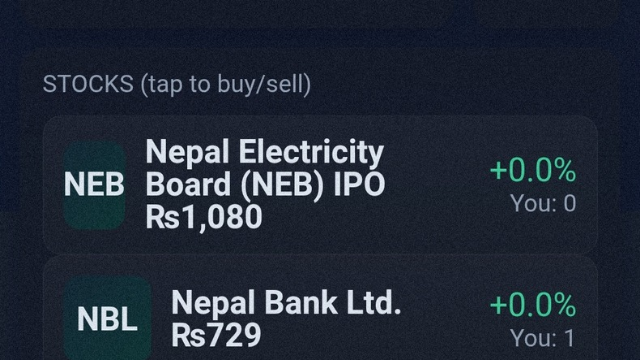 STOCKS (tap to buy/sell)
NEB
Nepal Electricity
Board (NEB) IPO
₨1,080
+0.0%
You: 0
NBL
Nepal Bank Ltd.
₨729
+0.0%
You: 1